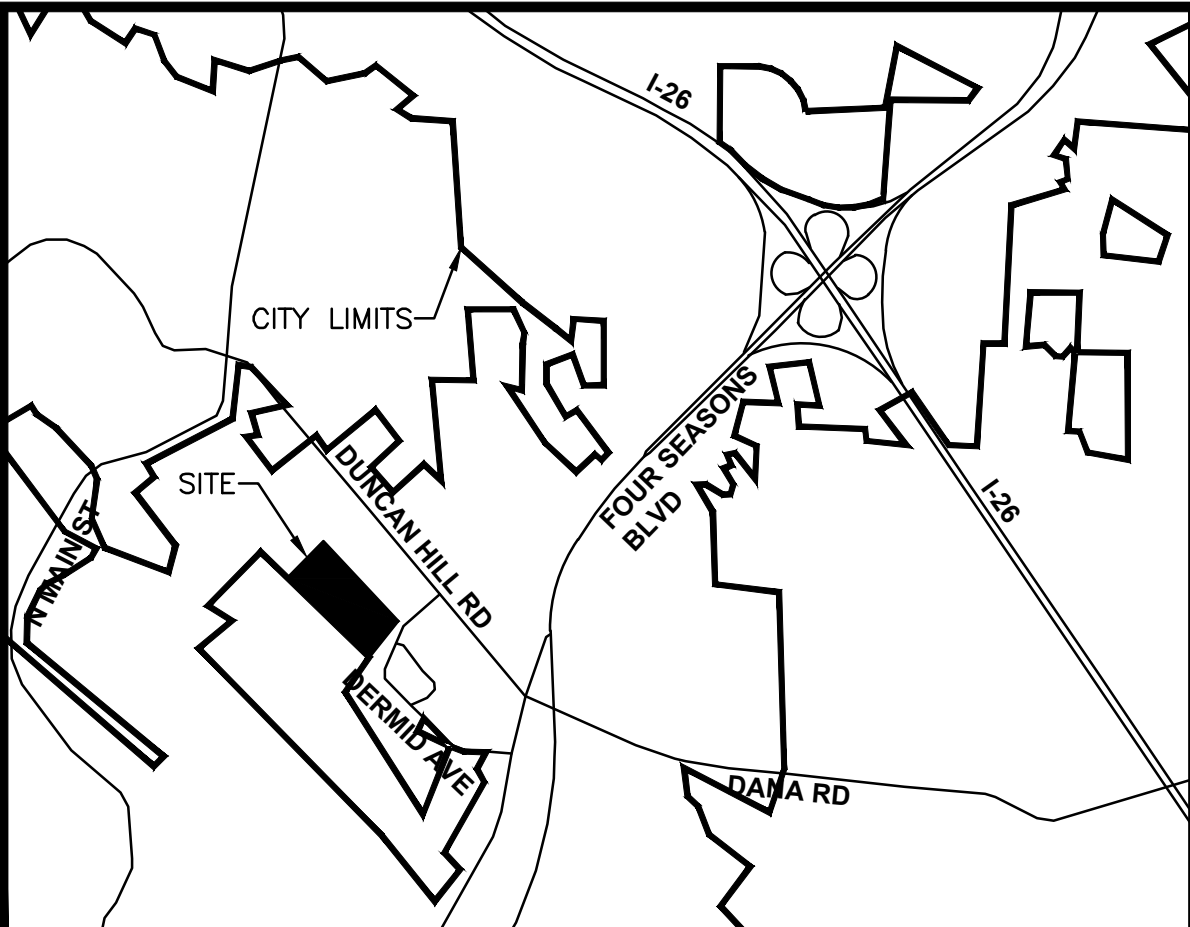 I-26
CITY LIMITS
FOUR SEASONS
BLVD
SITE
DUNCAN HILL RD
I-26
N MAIN ST
DERMID AVE
DANA RD